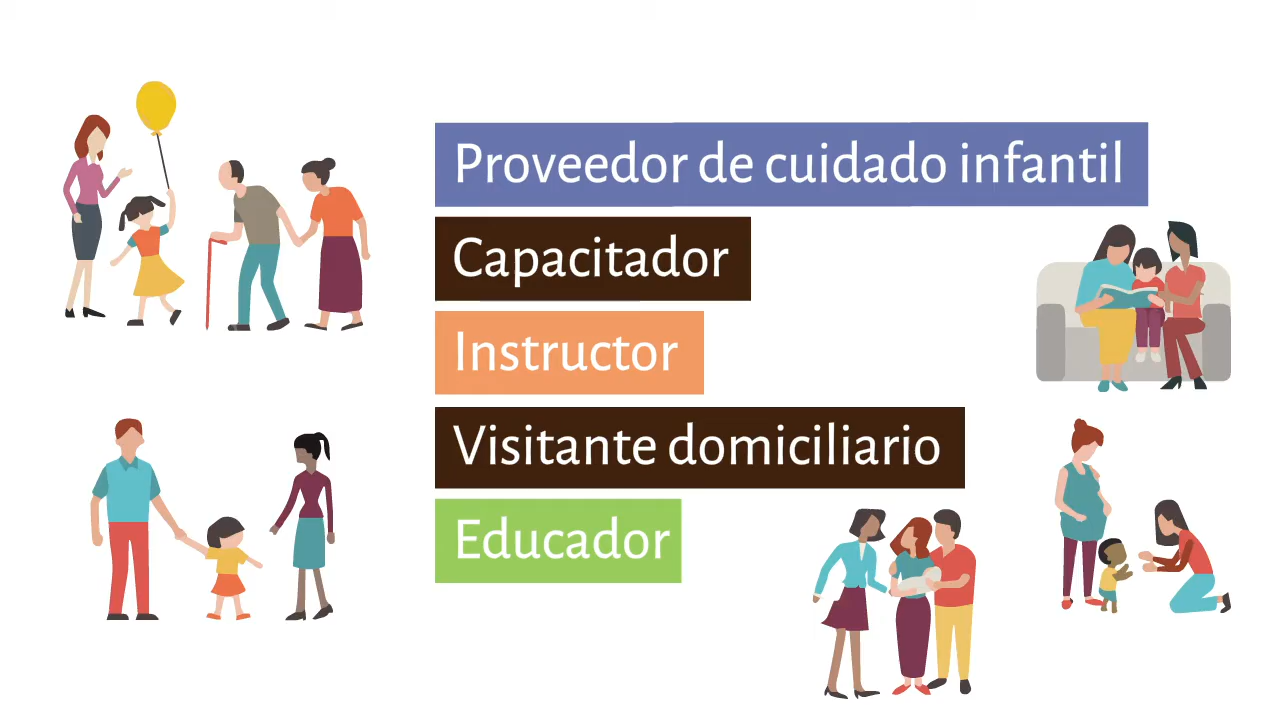 Proveedor de cuidado infantil
Capacitador
Instructor
Visitante domiciliario
Educador